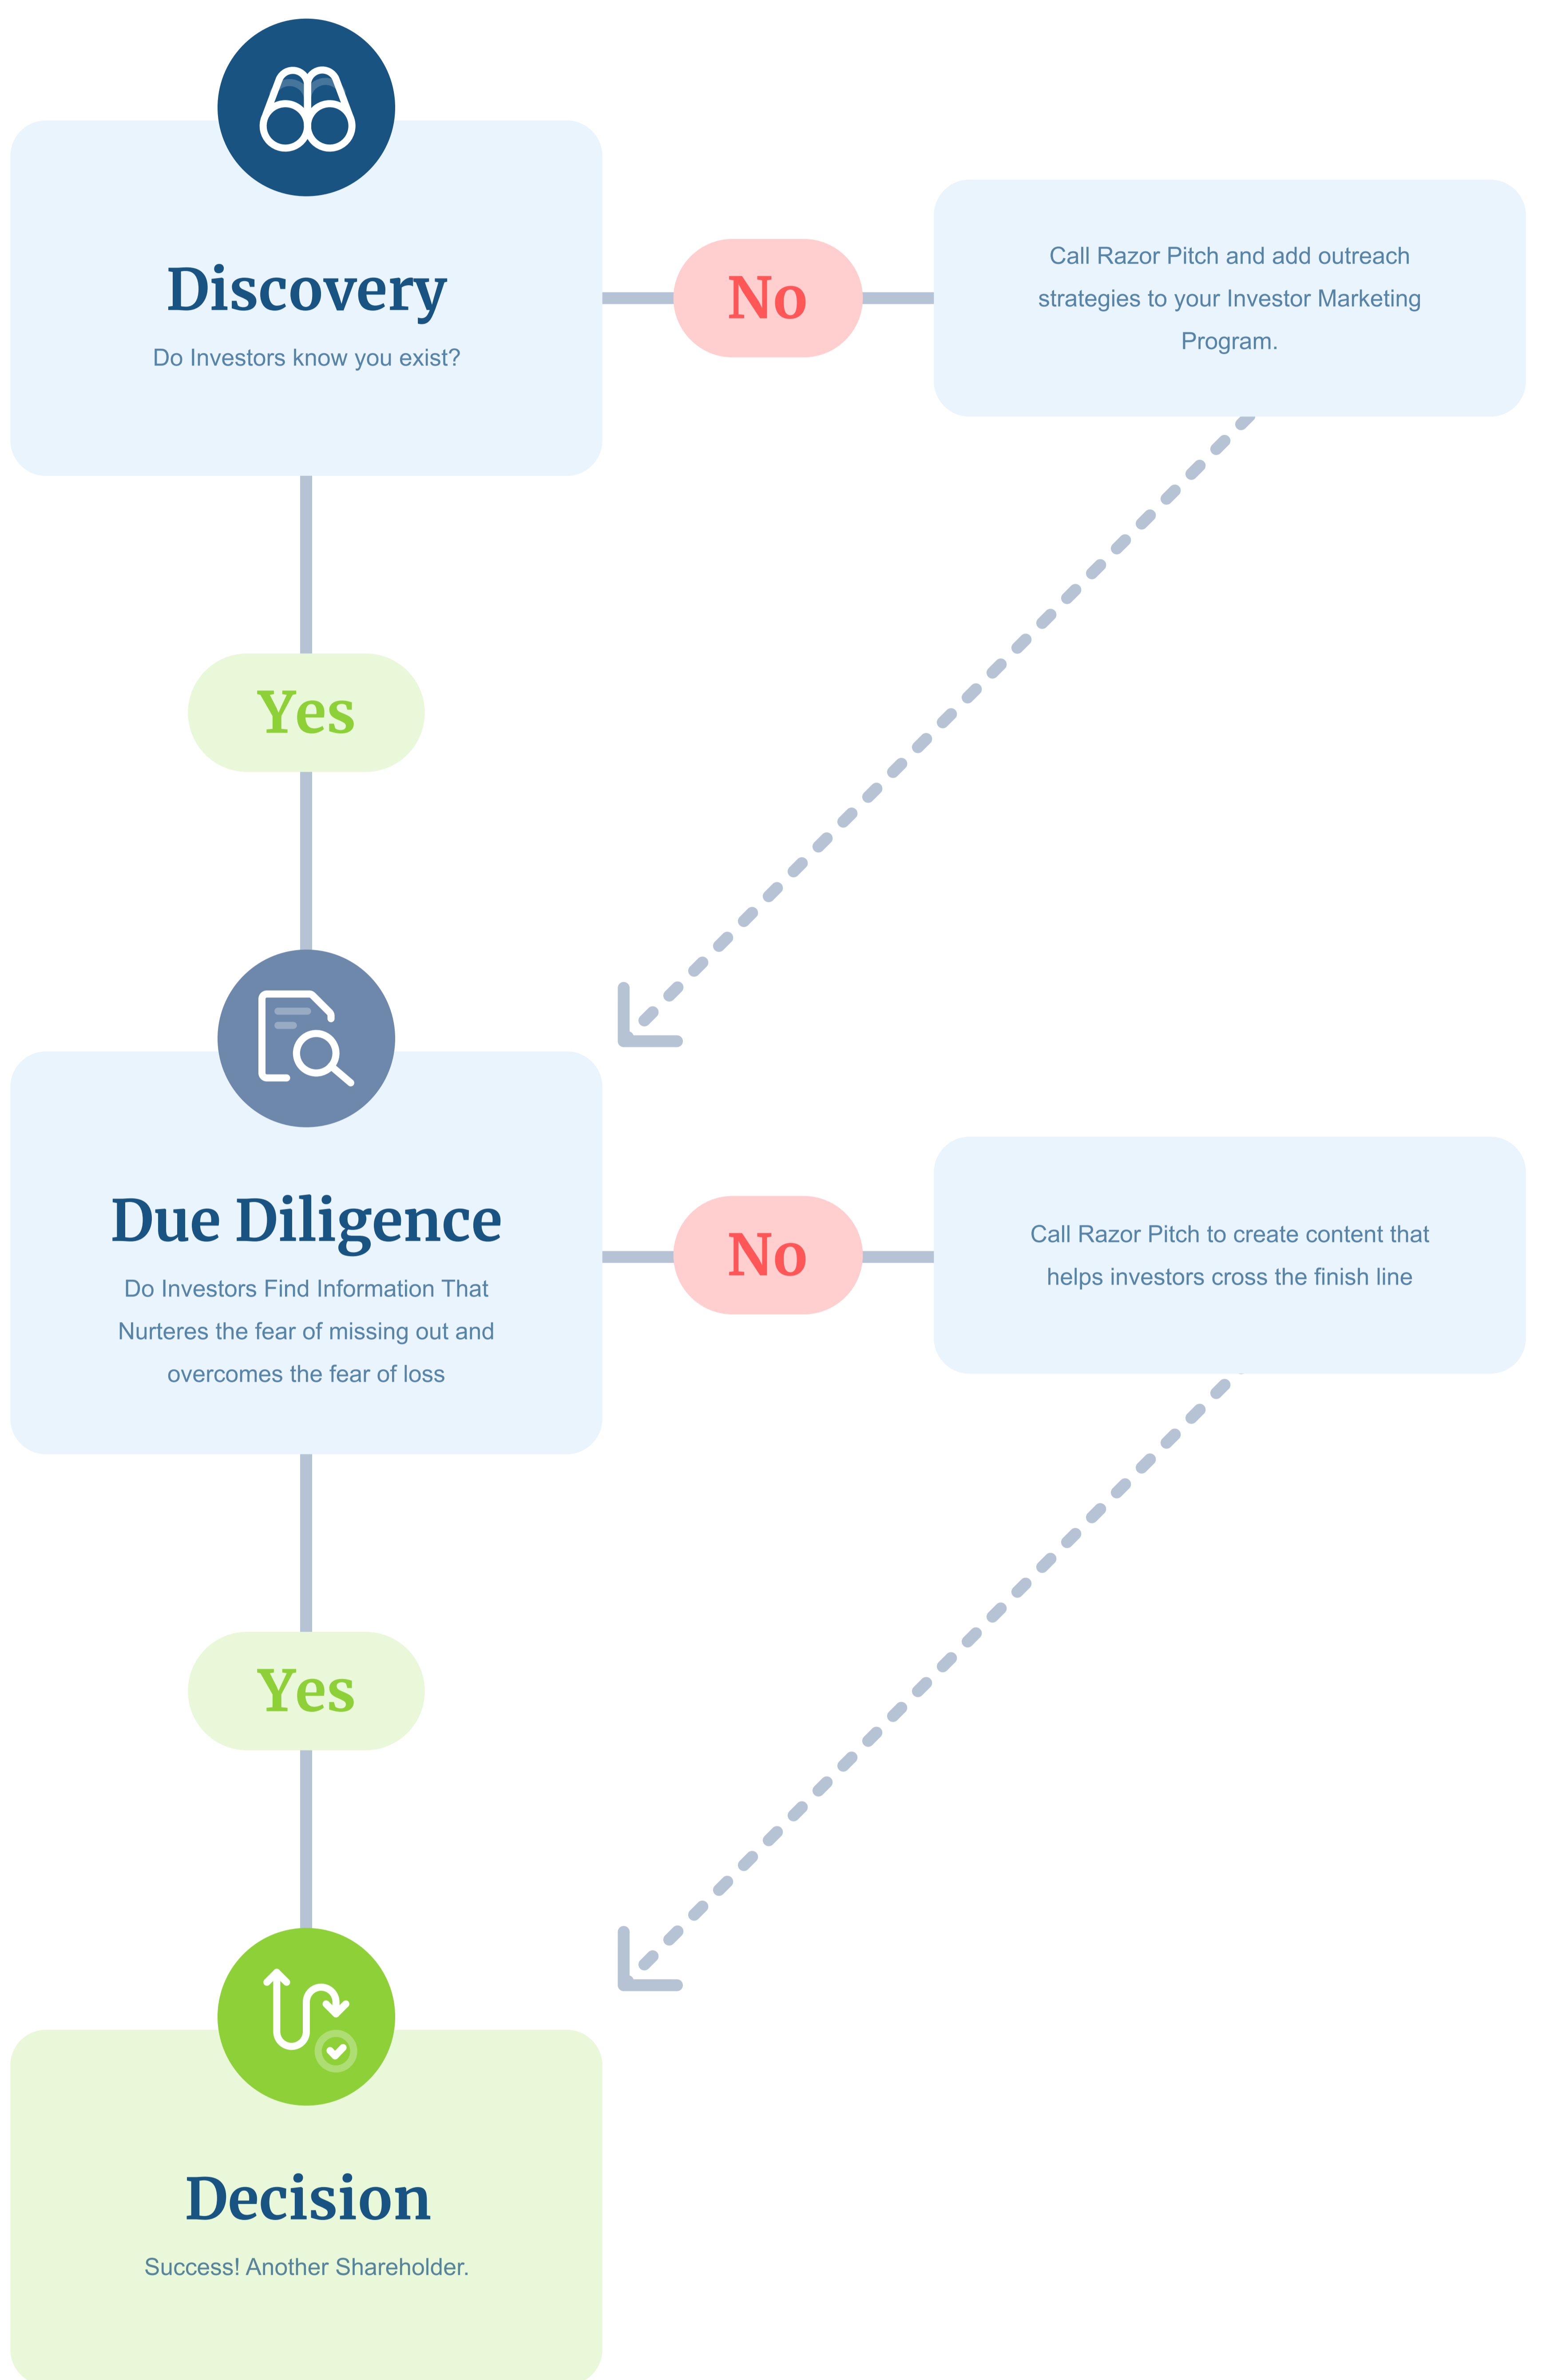 Discovery
Do Investors know you exist?
No
Call Razor Pitch and add outreach
strategies to your Investor Marketing
Program.
Yes
Due Diligence
Do Investors Find Information That
Nurteres the fear of missing out and
overcomes the fear of loss
No
Call Razor Pitch to create content that
helps investors cross the finish line
Yes
Decision
Success! Another Shareholder.